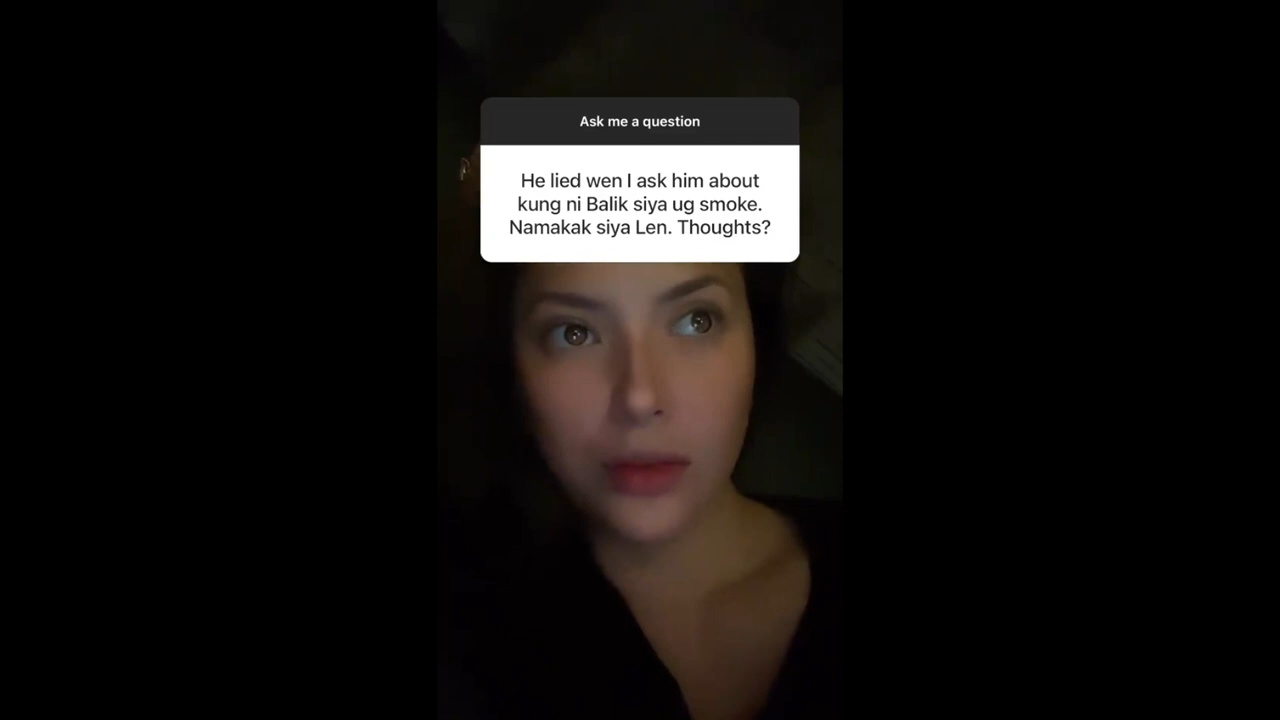 Ask me a question
He lied wen I ask him about
kung ni Balik siya ug smoke.
Namakak siya Len. Thoughts?